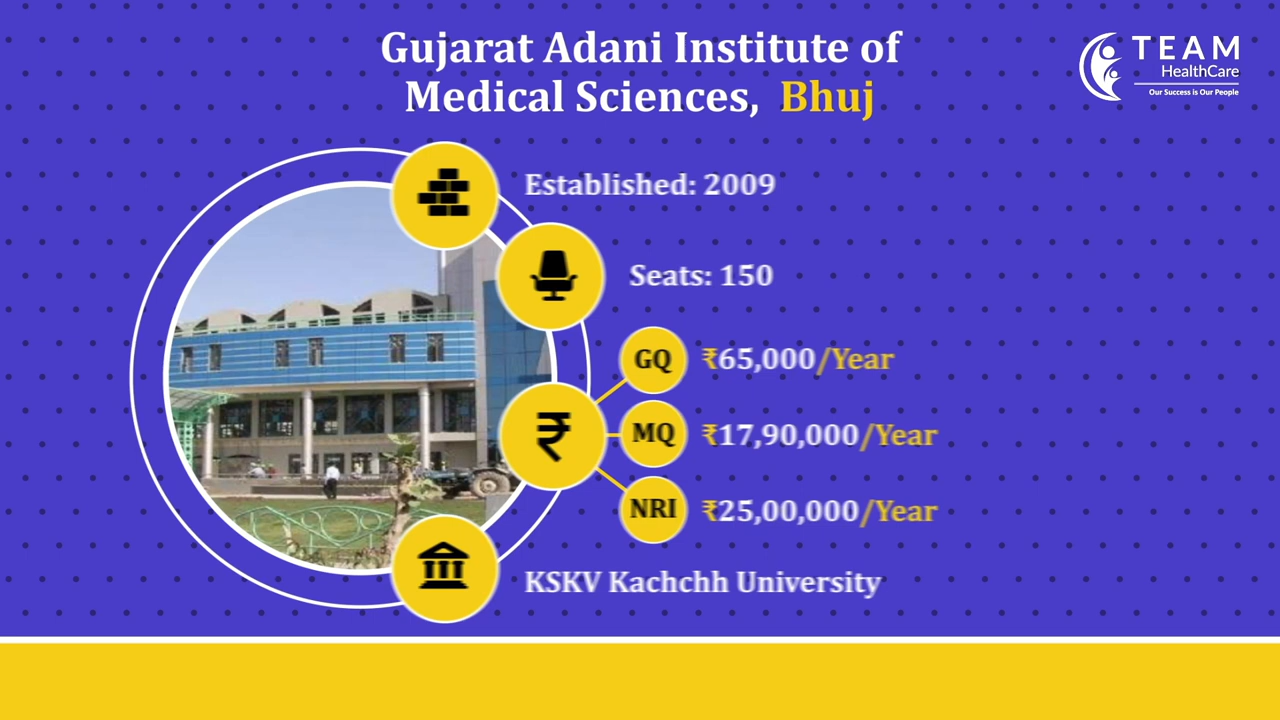 Gujarat Adani Institute of
Medical Sciences, Bhuj
TEAM
HealthCare
Our Success is Our People
Established: 2009
Seats: 150
GQ ₹65,000/Year
MQ ₹17,90,000/Year
NRI ₹25,00,000/Year
KSKV Kachchh University